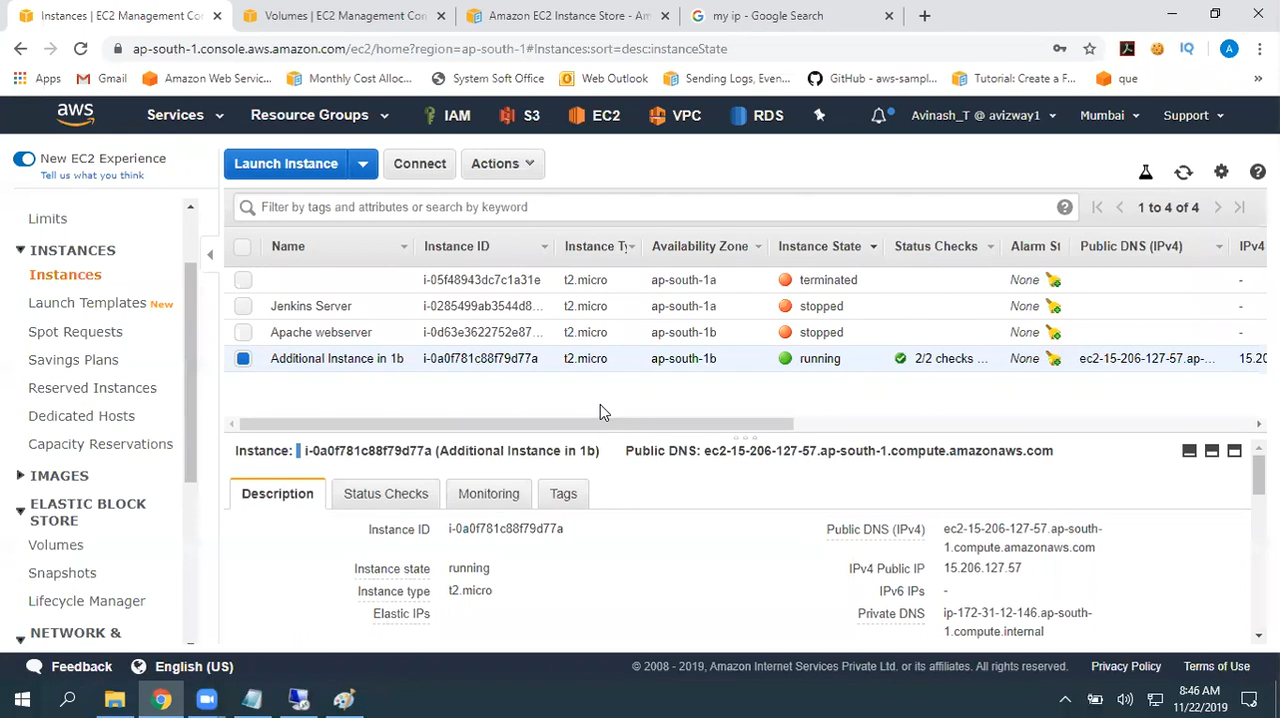 Instances | EC2 Management Con
Volumes | EC2 Management Conso
Amazon EC2 Instance Store - Am
my ip - Google Search
ap-south-1.console.aws.amazon.com/ec2/home?region=ap-south-1#Instances:sort=desc:instanceState
Apps
Gmail
Amazon Web Servic...
Monthly Cost Alloc...
System Soft Office
Web Outlook
Sending Logs, Even...
GitHub - aws-sampl...
Tutorial: Create a F...
que
aws
Services
Resource Groups
IAM
S3
EC2
VPC
RDS
Avinash_T @ avizway1
Mumbai
Support
New EC2 Experience
Tell us what you think
Limits
INSTANCES
Instances
Launch Templates New
Spot Requests
Savings Plans
Reserved Instances
Dedicated Hosts
Capacity Reservations
IMAGES
ELASTIC BLOCK
STORE
Volumes
Snapshots
Lifecycle Manager
NETWORK &
Launch Instance
Connect
Actions
Filter by tags and attributes or search by keyword
1 to 4 of 4
Name Instance ID Instance Ty Availability Zone Instance State Status Checks Alarm St Public DNS (IPv4) IPv4
i-05f48943dc7c1a31e t2.micro ap-south-1a terminated None -
Jenkins Server i-0285499ab3544d8... t2.micro ap-south-1a stopped None -
Apache webserver i-0d63e3622752e87... t2.micro ap-south-1b stopped None -
Additional Instance in 1b i-0a0f781c88f79d77a t2.micro ap-south-1b running 2/2 checks ... None ec2-15-206-127-57.ap-... 15.20
Instance: i-0a0f781c88f79d77a (Additional Instance in 1b) Public DNS: ec2-15-206-127-57.ap-south-1.compute.amazonaws.com
Description
Status Checks
Monitoring
Tags
Instance ID i-0a0f781c88f79d77a
Instance state running
Instance type t2.micro
Elastic IPs
Public DNS (IPv4) ec2-15-206-127-57.ap-south-
1.compute.amazonaws.com
IPv4 Public IP 15.206.127.57
IPv6 IPs -
Private DNS ip-172-31-12-146.ap-south-
1.compute.internal
Feedback
English (US)
© 2008 - 2019, Amazon Internet Services Private Ltd. or its affiliates. All rights reserved.
Privacy Policy
Terms of Use
8:46 AM
11/22/2019